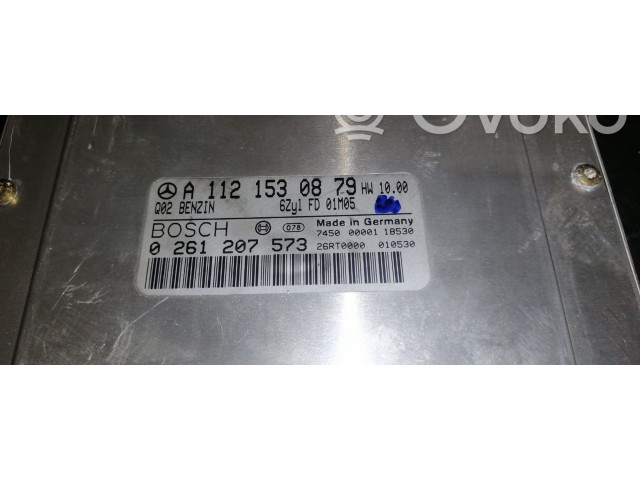 Ovoko
A 112 153 08 79 HW 10.00
Q02 BENZIN 6Zyl FD 01M05
BOSCH 078 Made in Germany
7450 00001 18530
0 261 207 573 26RT0000 010530